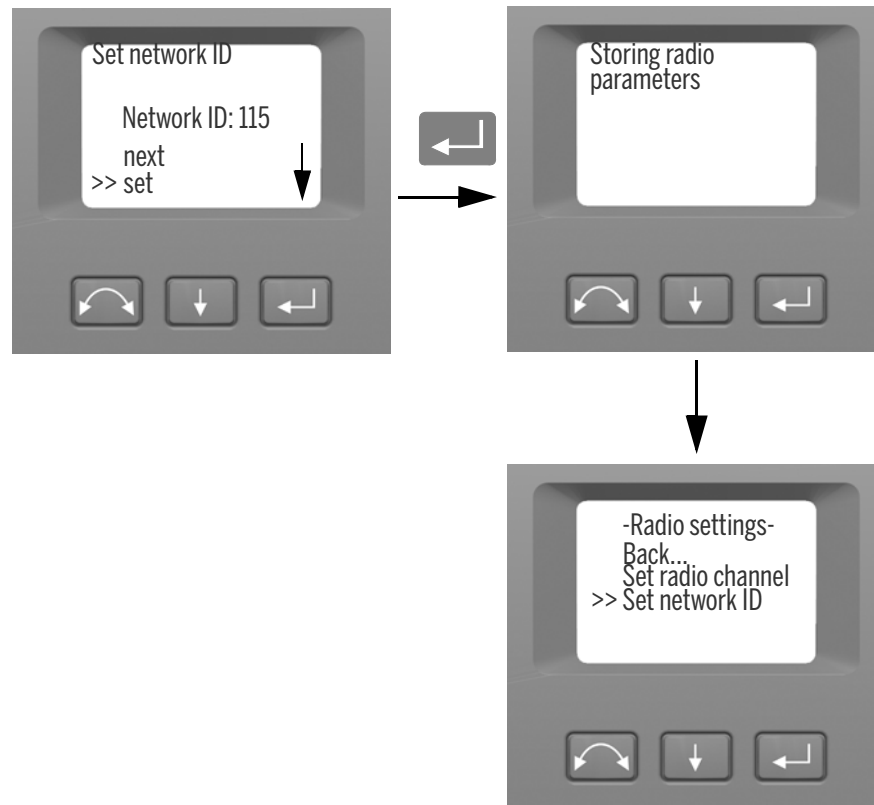 Set network ID
Network ID: 115
next
>> set
Storing radio
parameters
-Radio settings-
Back...
Set radio channel
>> Set network ID